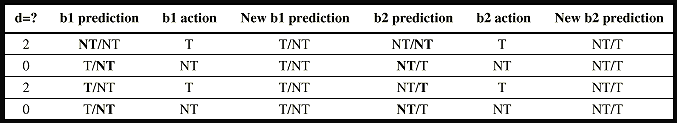 d=? b1 prediction b1 action New b1 prediction b2 prediction b2 action New b2 prediction
2 NT/NT T T/NT NT/NT T NT/T
0 T/NT NT T/NT NT/T NT NT/T
2 T/NT T T/NT NT/T T NT/T
0 T/NT NT T/NT NT/T NT NT/T